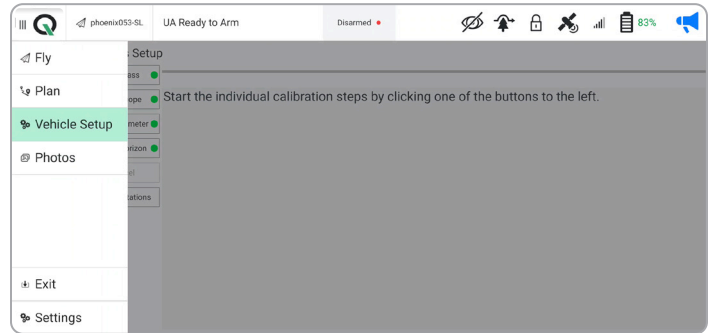 phoenix053-SL UA Ready to Arm Disarmed 83%
Fly
Plan
Vehicle Setup
Photos
Exit
Settings
Setup
Start the individual calibration steps by clicking one of the buttons to the left.